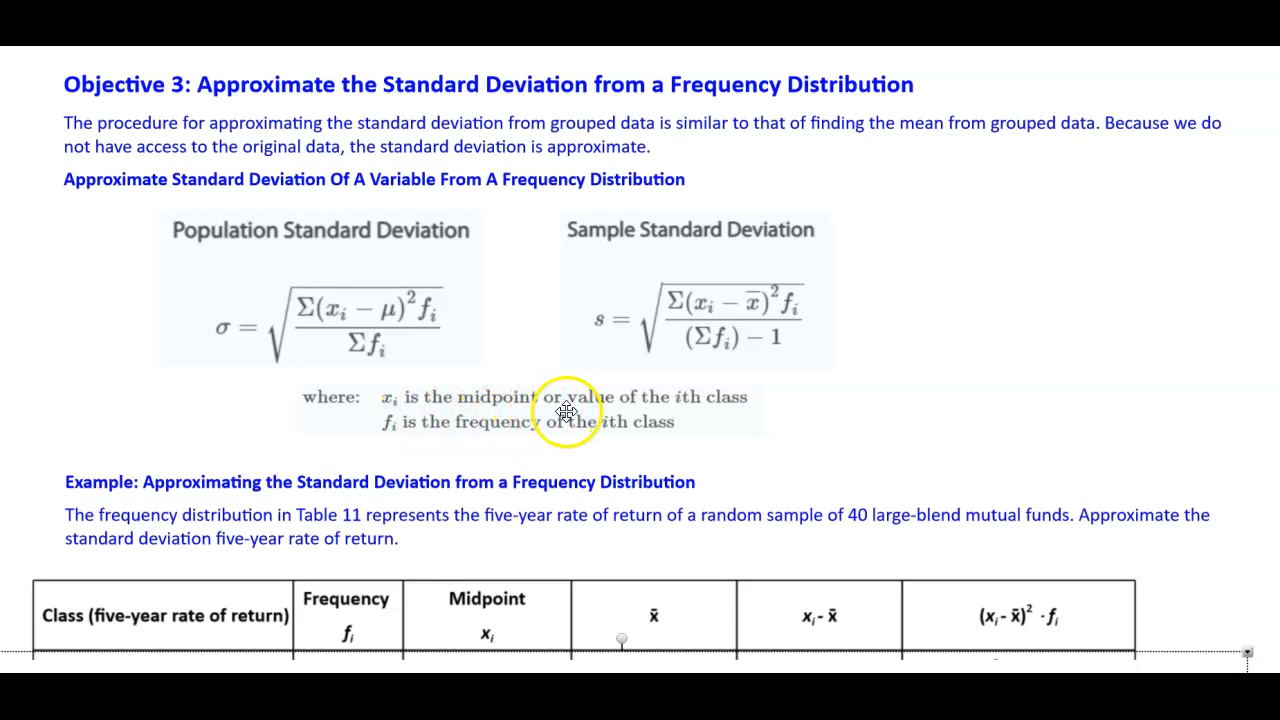 Objective 3: Approximate the Standard Deviation from a Frequency Distribution
The procedure for approximating the standard deviation from grouped data is similar to that of finding the mean from grouped data. Because we do
not have access to the original data, the standard deviation is approximate.
Approximate Standard Deviation Of A Variable From A Frequency Distribution
Population Standard Deviation
σ = √(Σ(xᵢ − μ)² fᵢ / Σfᵢ)
Sample Standard Deviation
s = √(Σ(xᵢ − x̄)² fᵢ / (Σfᵢ) − 1)
where: xᵢ is the midpoint or value of the ith class
fᵢ is the frequency of the ith class
Example: Approximating the Standard Deviation from a Frequency Distribution
The frequency distribution in Table 11 represents the five-year rate of return of a random sample of 40 large-blend mutual funds. Approximate the
standard deviation five-year rate of return.
Class (five-year rate of return) Frequency fᵢ Midpoint xᵢ x̄ xᵢ - x̄ (xᵢ - x̄)² · fᵢ